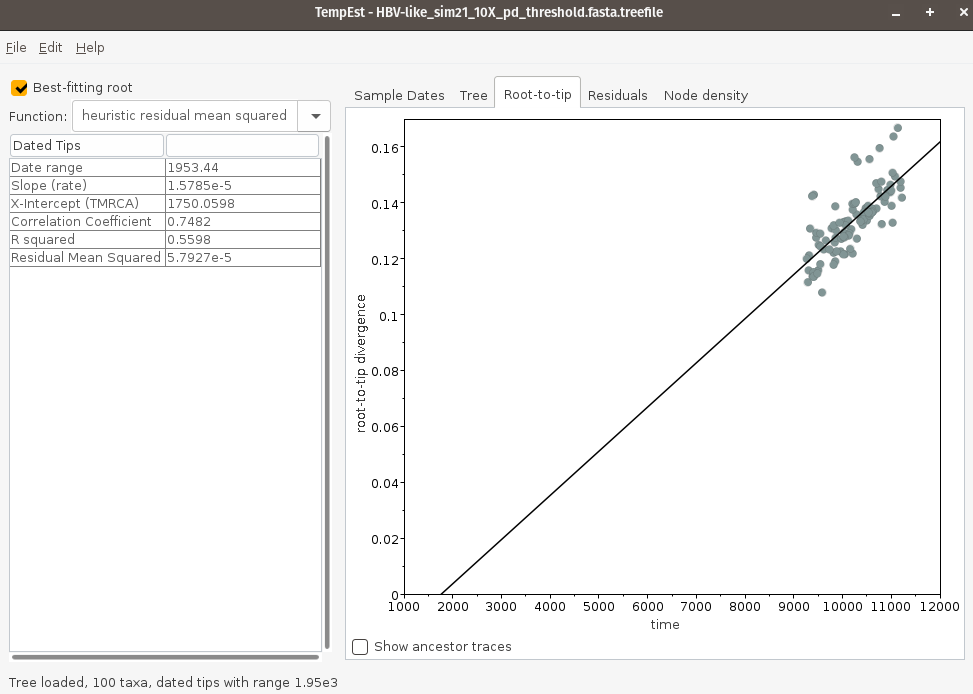 TempEst - HBV-like_sim21_10X_pd_threshold.fasta.treefile
File Edit Help
Best-fitting root
Function: heuristic residual mean squared
Dated Tips
Date range 1953.44
Slope (rate) 1.5785e-5
X-Intercept (TMRCA) 1750.0598
Correlation Coefficient 0.7482
R squared 0.5598
Residual Mean Squared 5.7927e-5
Sample Dates Tree Root-to-tip Residuals Node density
root-to-tip divergence
0.16
0.14
0.12
0.1
0.08
0.06
0.04
0.02
0
1000 2000 3000 4000 5000 6000 7000 8000 9000 10000 11000 12000
time
Show ancestor traces
Tree loaded, 100 taxa, dated tips with range 1.95e3